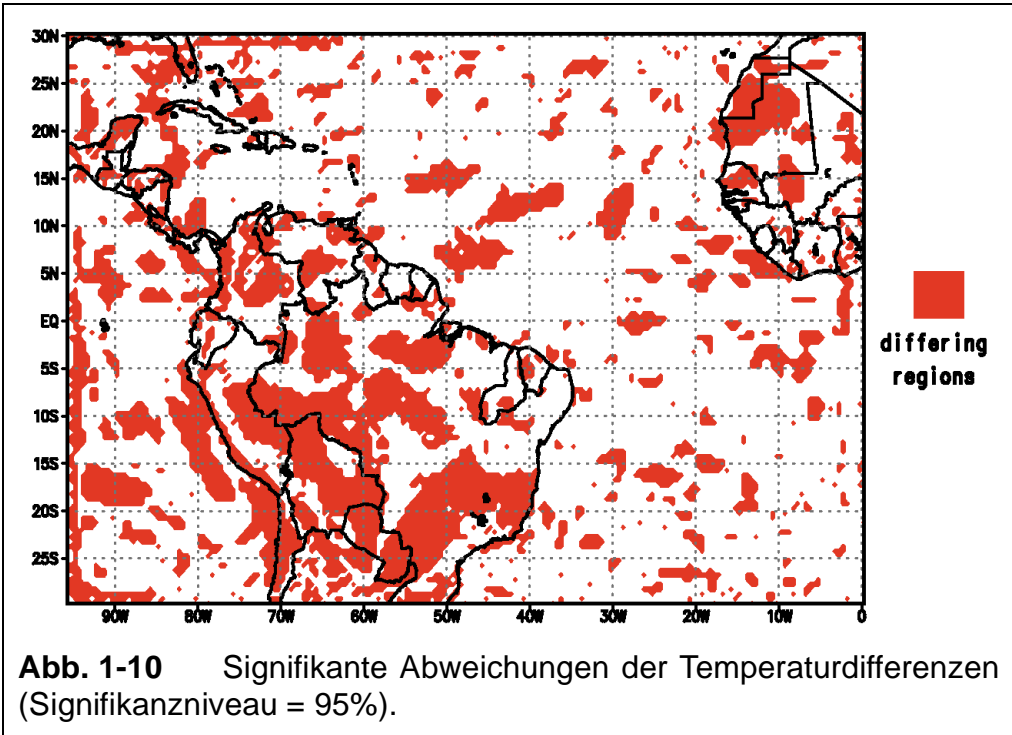 30N
25N
20N
15N
10N
5N
EQ
5S
10S
15S
20S
25S
90W 80W 70W 60W 50W 40W 30W 20W 10W 0
differing
regions
Abb. 1-10 Signifikante Abweichungen der Temperaturdifferenzen
(Signifikanzniveau = 95%).